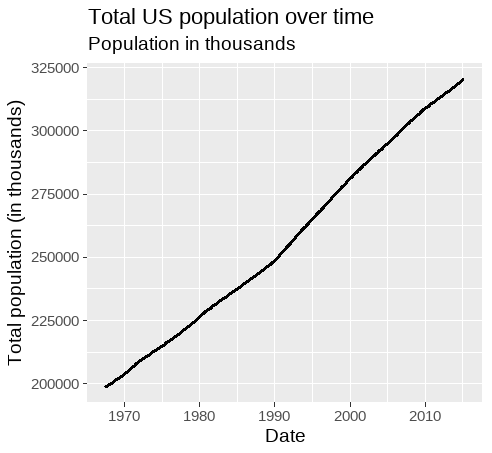 Total US population over time
Population in thousands
Total population (in thousands)
325000
300000
275000
250000
225000
200000
1970 1980 1990 2000 2010
Date